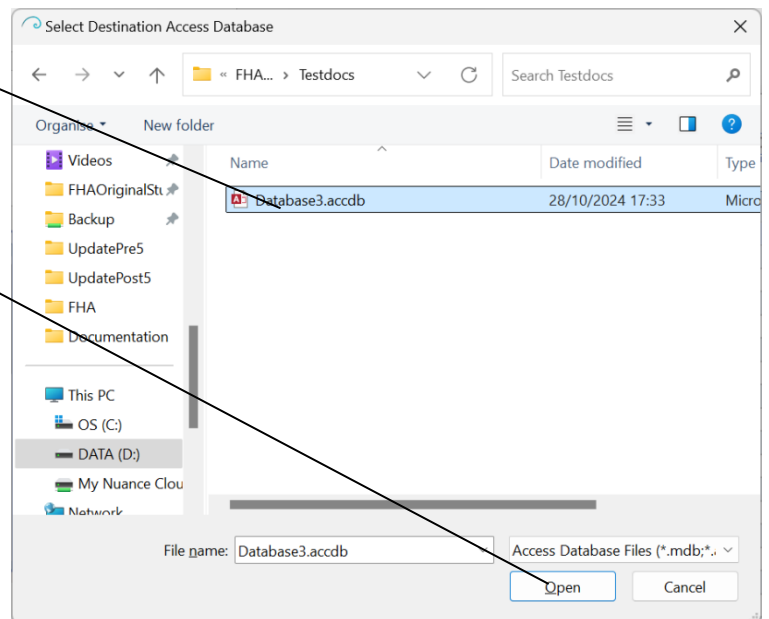 Select Destination Access Database
« FHA... › Testdocs
Search Testdocs
Organise
New folder
Name
Date modified
Type
Videos
FHAOriginalStu
Database3.accdb
28/10/2024 17:33
Micro
Backup
UpdatePre5
UpdatePost5
FHA
Documentation
This PC
OS (C:)
DATA (D:)
My Nuance Clou
Network
File name:
Database3.accdb
Access Database Files (*.mdb;*.
Open
Cancel